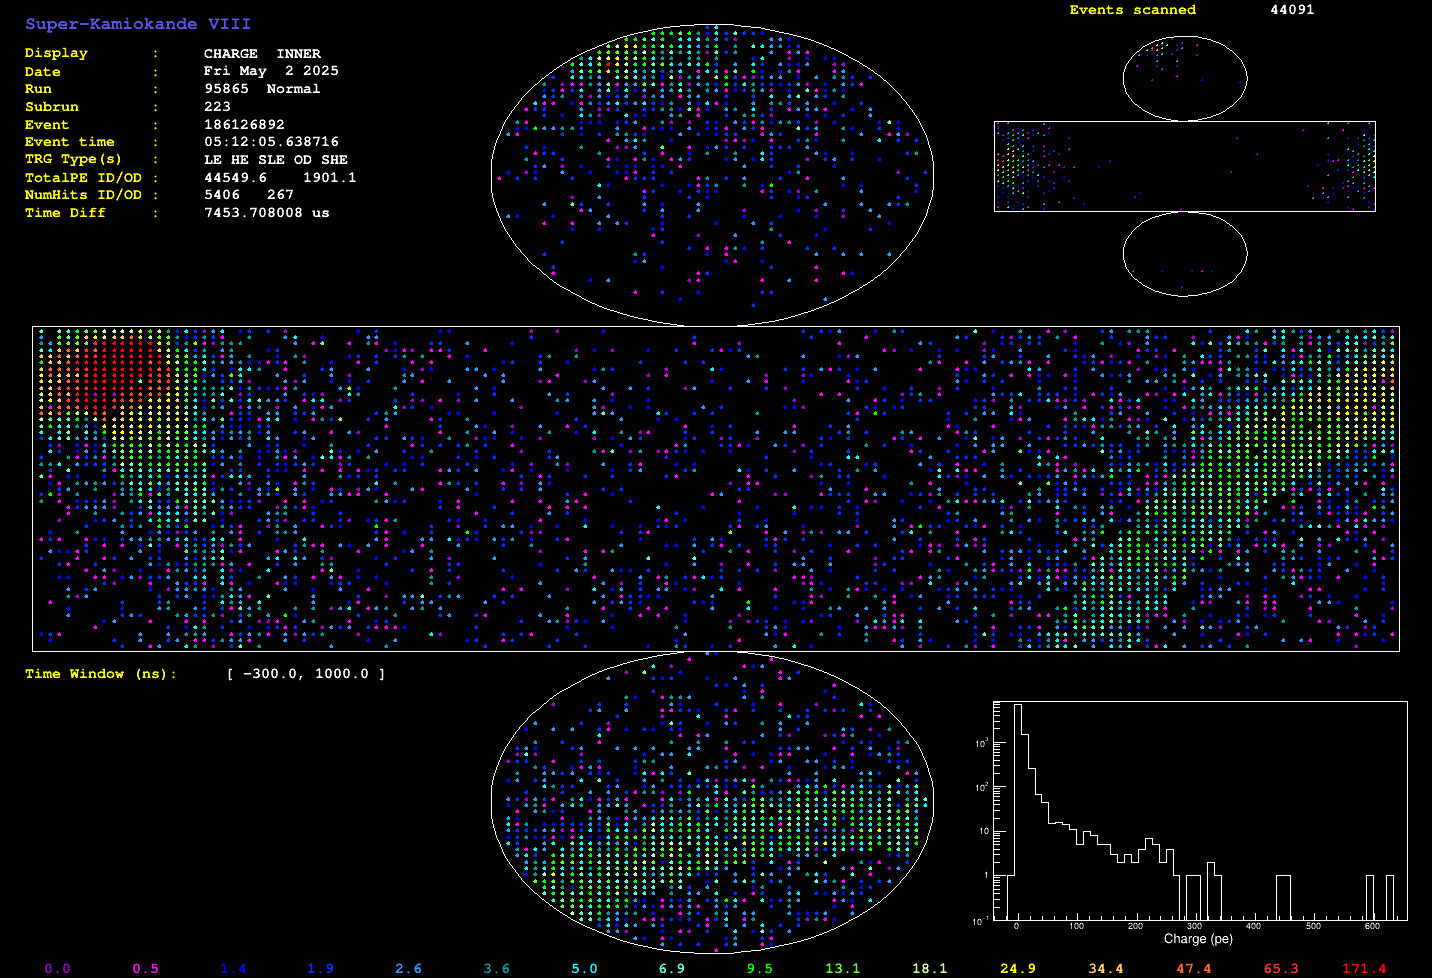 Super-Kamiokande VIII
Display : CHARGE INNER
Date : Fri May 2 2025
Run : 95865 Normal
Subrun : 223
Event : 186126892
Event time : 05:12:05.638716
TRG Type(s) : LE HE SLE OD SHE
TotalPE ID/OD : 44549.6 1901.1
NumHits ID/OD : 5406 267
Time Diff : 7453.708008 us
Events scanned 44091
Time Window (ns): [ -300.0, 1000.0 ]
10³
10²
10
1
10⁻¹
0 100 200 300 400 500 600
Charge (pe)
0.0 0.5 1.4 1.9 2.6 3.6 5.0 6.9 9.5 13.1 18.1 24.9 34.4 47.4 65.3 171.4